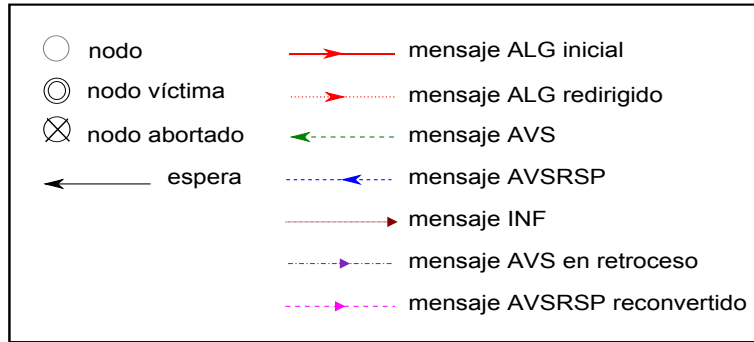 nodo
nodo víctima
nodo abortado
espera
mensaje ALG inicial
mensaje ALG redirigido
mensaje AVS
mensaje AVSRSP
mensaje INF
mensaje AVS en retroceso
mensaje AVSRSP reconvertido